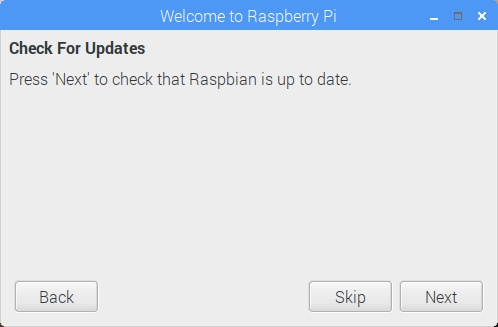 Welcome to Raspberry Pi
Check For Updates
Press 'Next' to check that Raspbian is up to date.
Back Skip Next